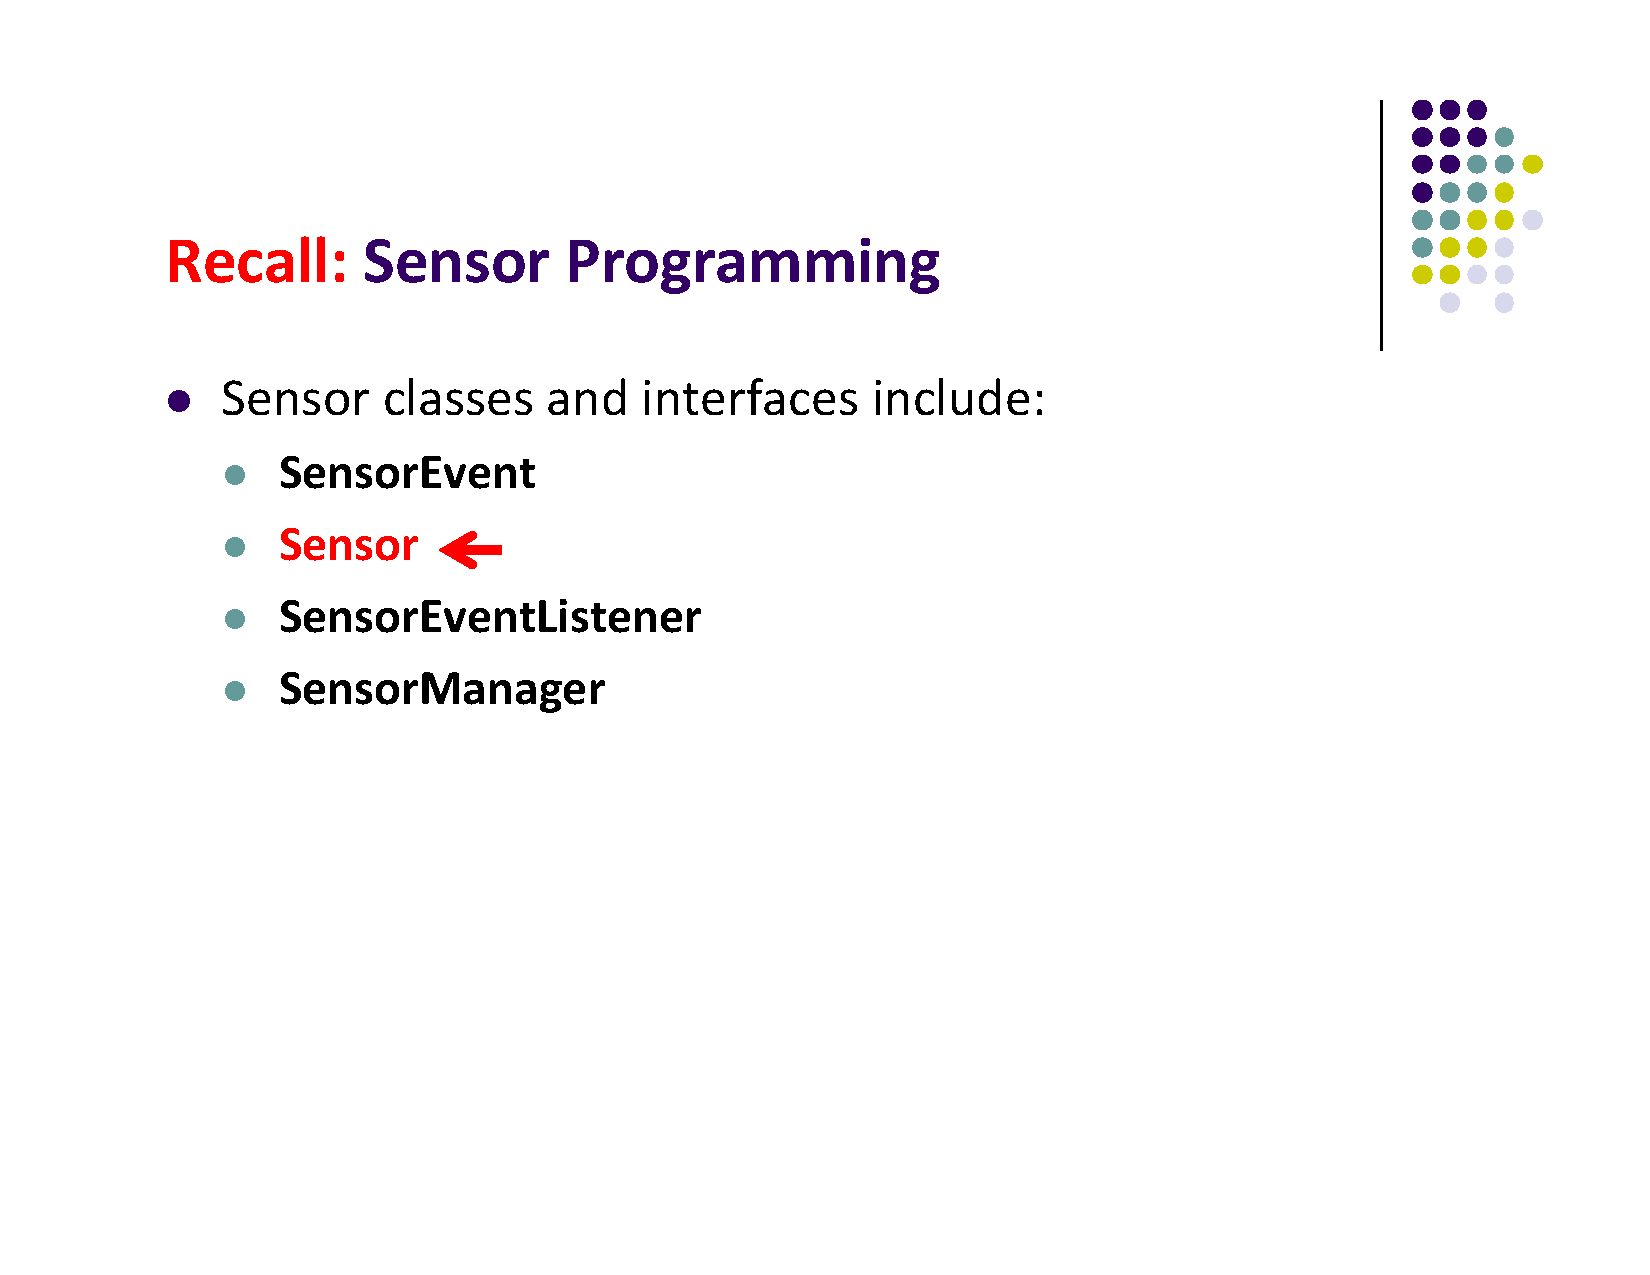 Recall: Sensor Programming
Sensor classes and interfaces include:
SensorEvent
Sensor
SensorEventListener
SensorManager